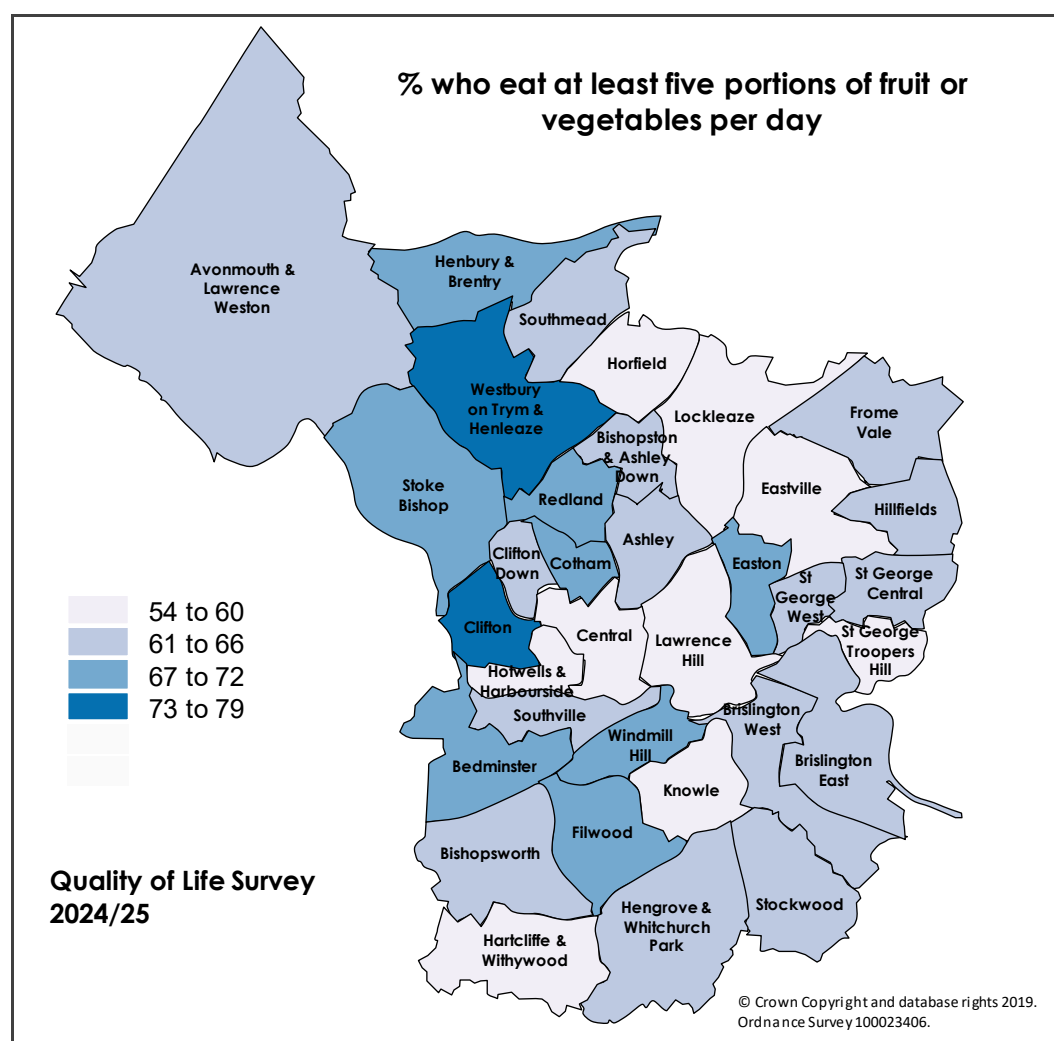 % who eat at least five portions of fruit or
vegetables per day
Avonmouth &
Lawrence
Weston
Henbury &
Brentry
Southmead
Horfield
Westbury
on Trym &
Henleaze
Lockleaze
Frome
Vale
Bishopston
& Ashley
Down
Stoke
Bishop
Redland
Eastville
Hillfields
Ashley
Clifton
Down
Cotham
Easton
St
George
West
St George
Central
Clifton
Central
Lawrence
Hill
St George
Troopers
Hill
Hotwells &
Harbourside
Southville
Brislington
West
Windmill
Hill
Bedminster
Brislington
East
Knowle
Filwood
Bishopsworth
Hengrove &
Whitchurch
Park
Stockwood
Hartcliffe &
Withywood
54 to 60
61 to 66
67 to 72
73 to 79
Quality of Life Survey
2024/25
© Crown Copyright and database rights 2019.
Ordnance Survey 100023406.